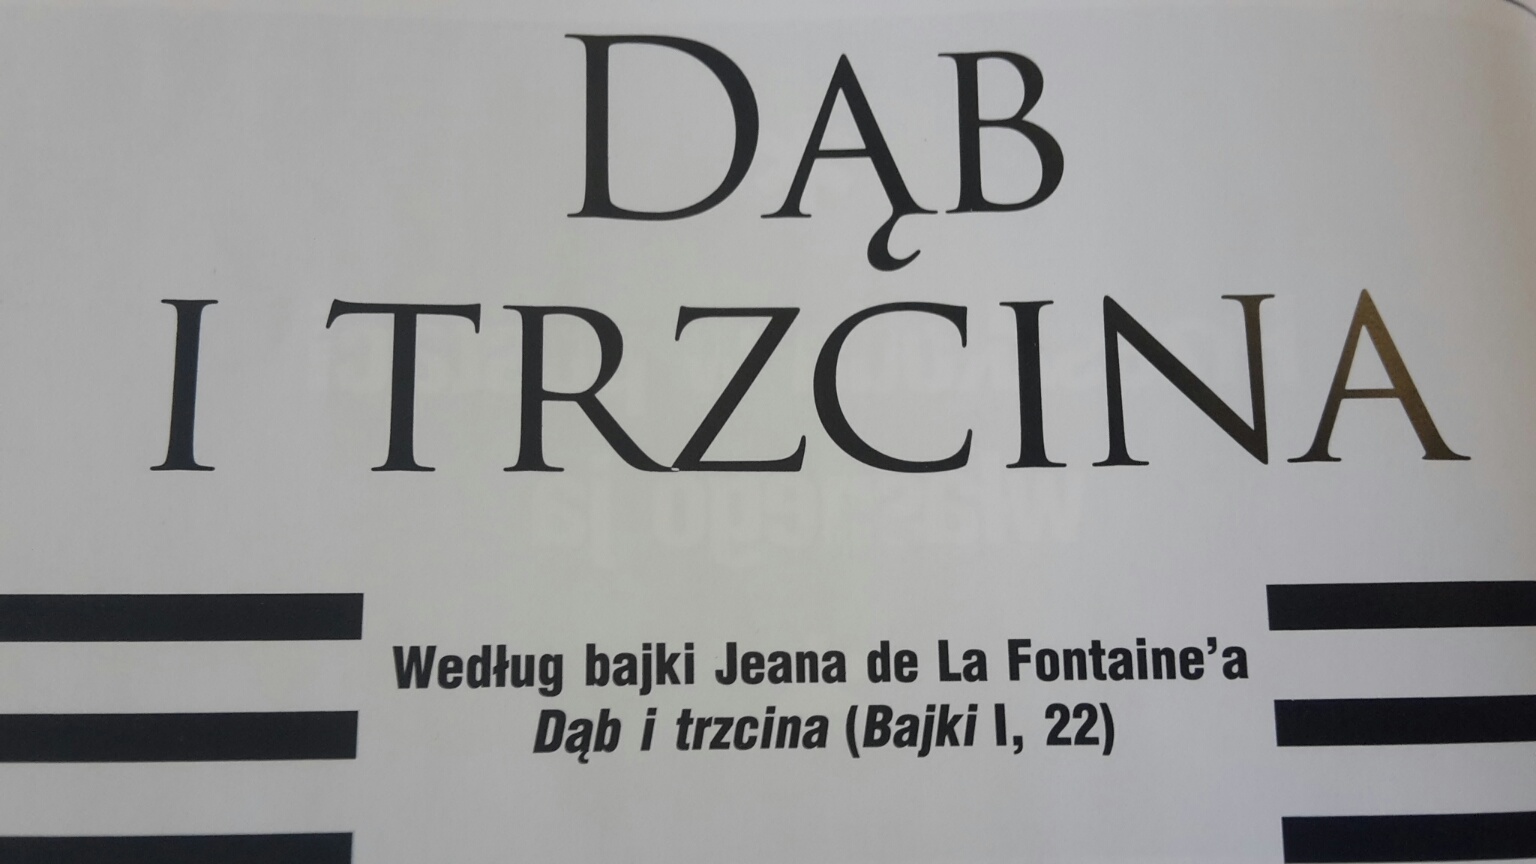 DĄB
I TRZCINA
Według bajki Jeana de La Fontaine'a
Dąb i trzcina (Bajki I, 22)